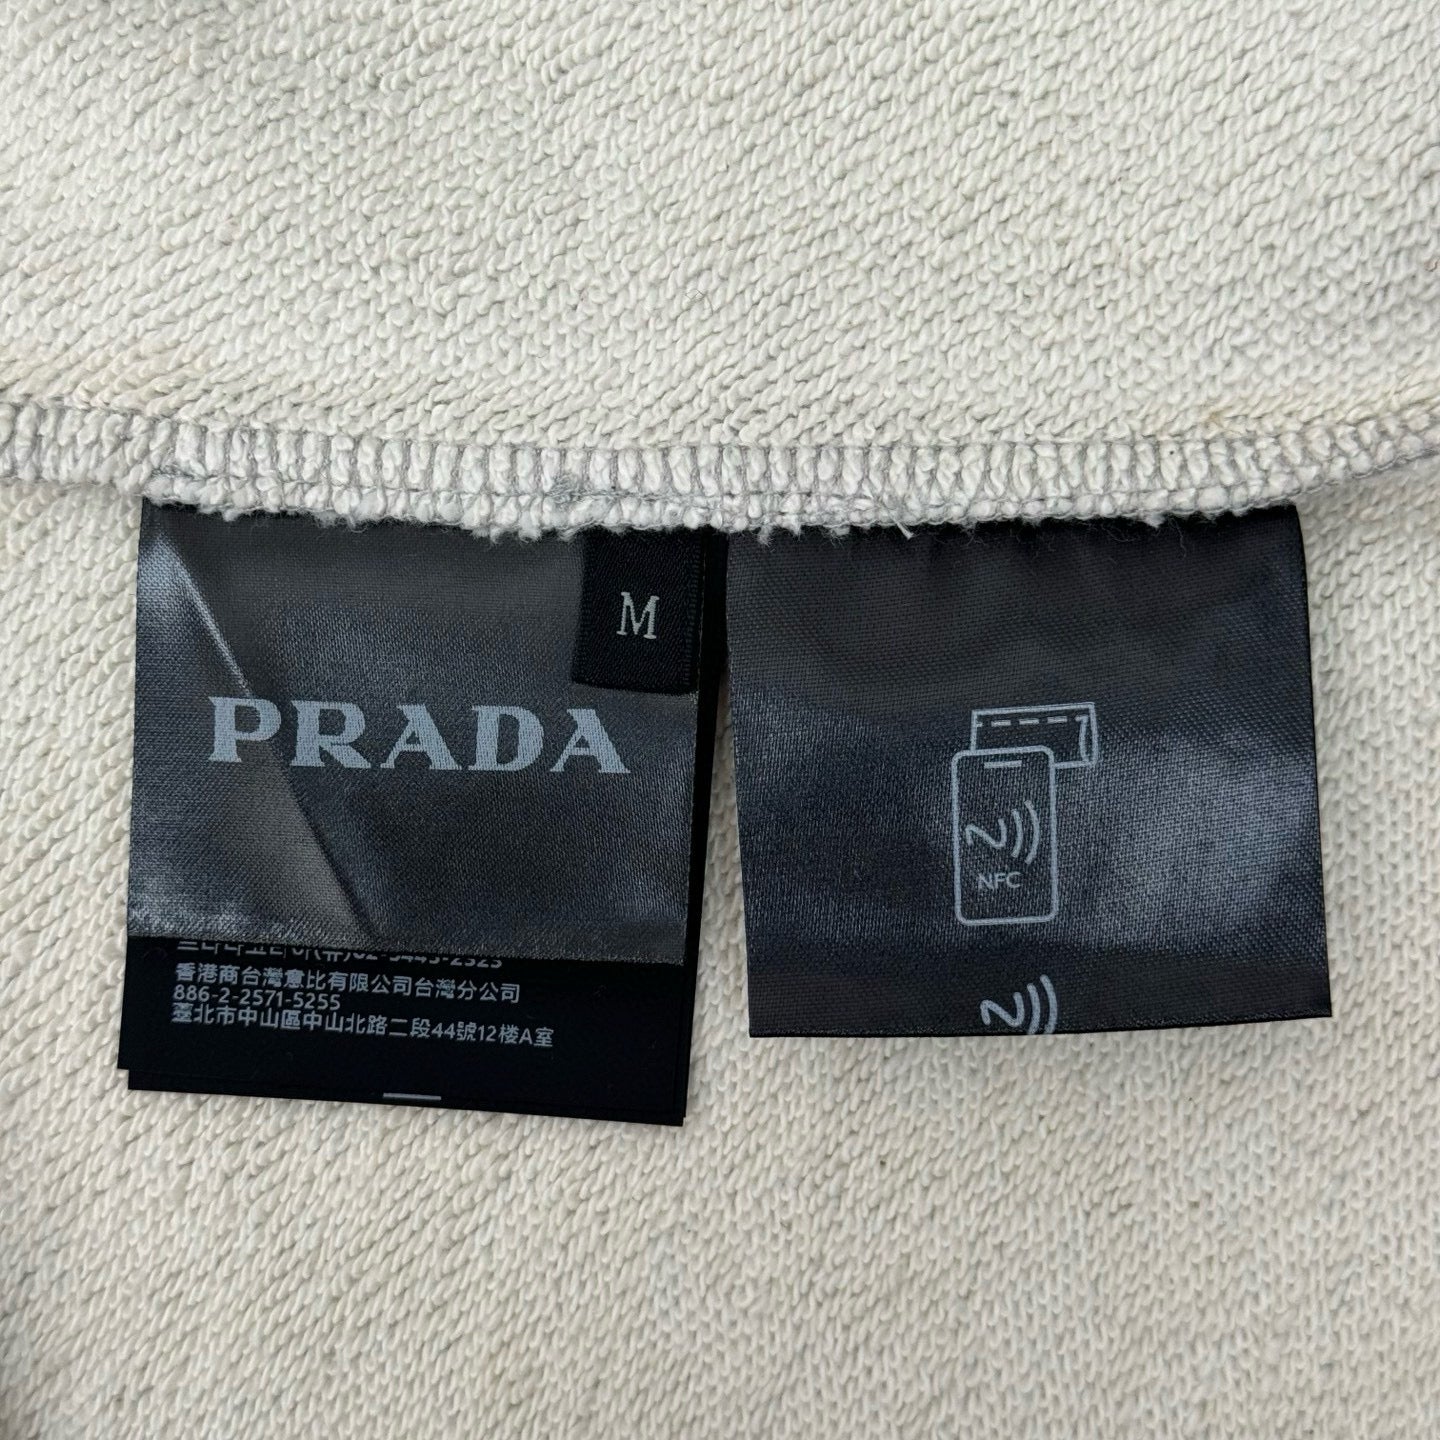 M
PRADA
香港商台灣意比有限公司台灣分公司
886-2-2571-5255
臺北市中山區中山北路二段44號12楼A室
NFC